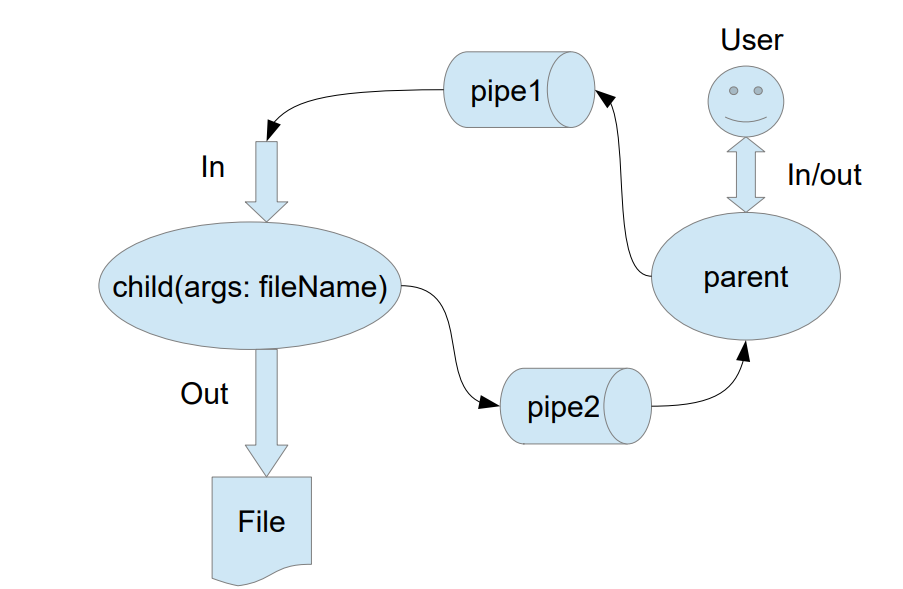 User
pipe1
In
In/out
child(args: fileName)
parent
Out
pipe2
File